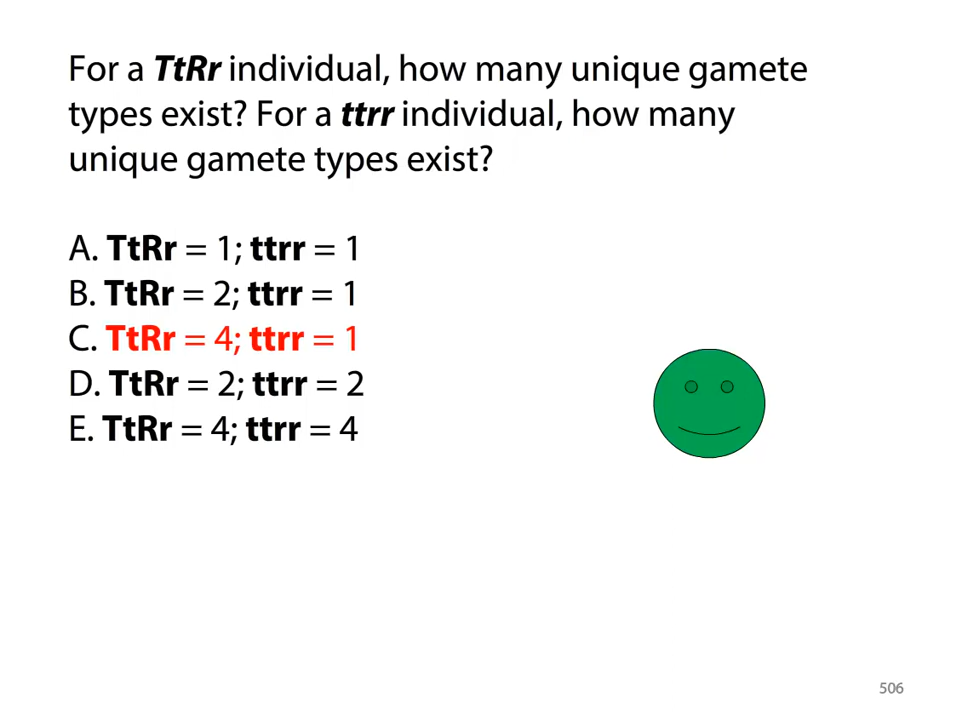 For a TtRr individual, how many unique gamete
types exist? For a ttrr individual, how many
unique gamete types exist?
A. TtRr = 1; ttrr = 1
B. TtRr = 2; ttrr = 1
C. TtRr = 4; ttrr = 1
D. TtRr = 2; ttrr = 2
E. TtRr = 4; ttrr = 4
506